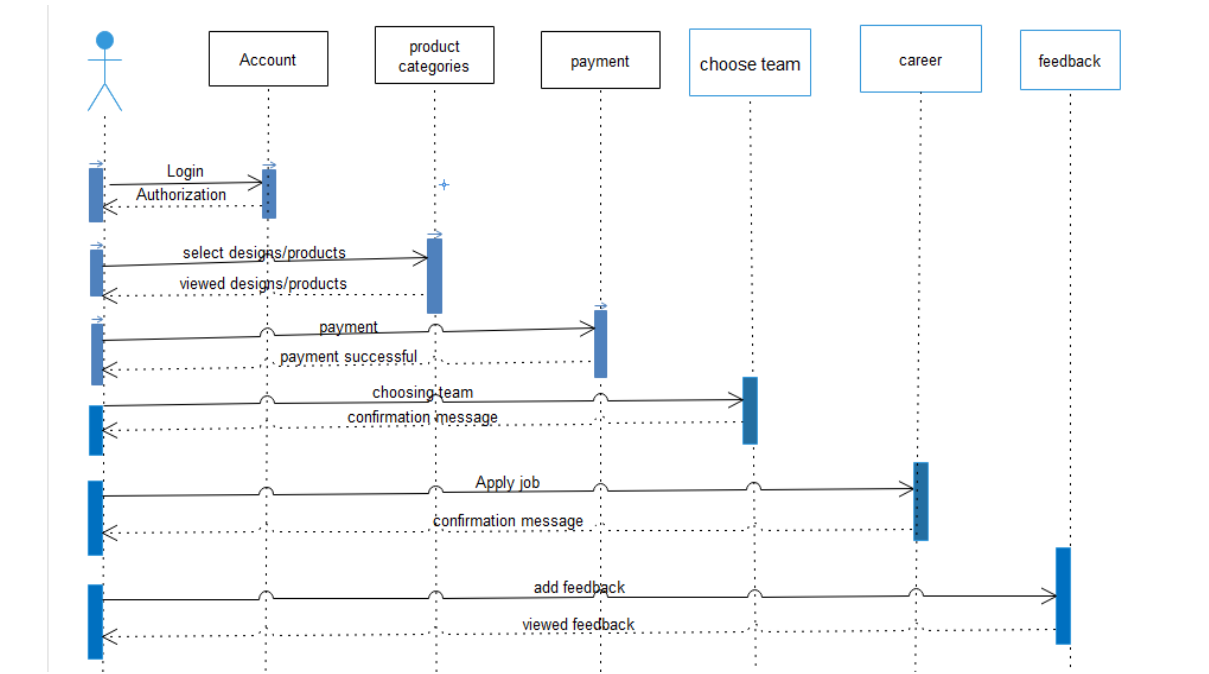 Account
product
categories
payment
choose team
career
feedback
Login
Authorization
select designs/products
viewed designs/products
payment
payment successful
choosing team
confirmation message
Apply job
confirmation message
add feedback
viewed feedback